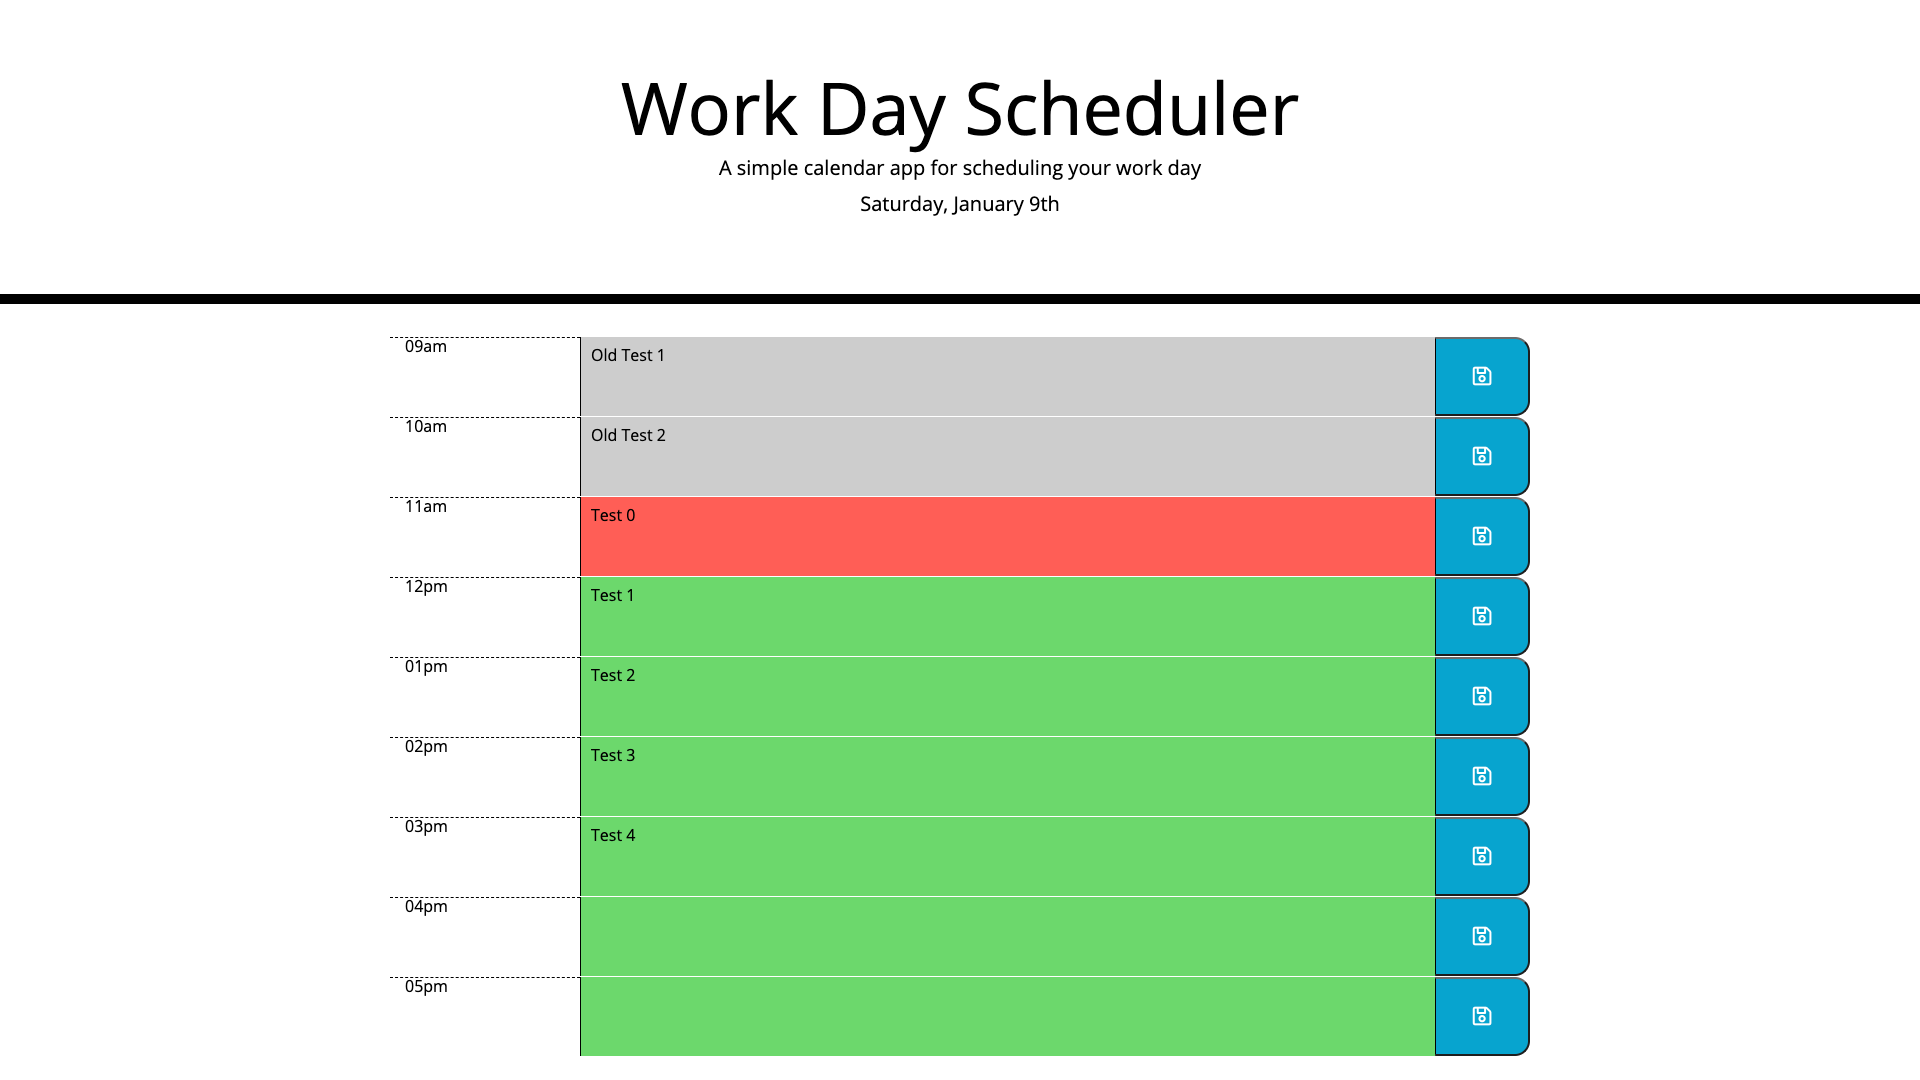 Work Day Scheduler
A simple calendar app for scheduling your work day
Saturday, January 9th
09am
Old Test 1
10am
Old Test 2
11am
Test 0
12pm
Test 1
01pm
Test 2
02pm
Test 3
03pm
Test 4
04pm
05pm